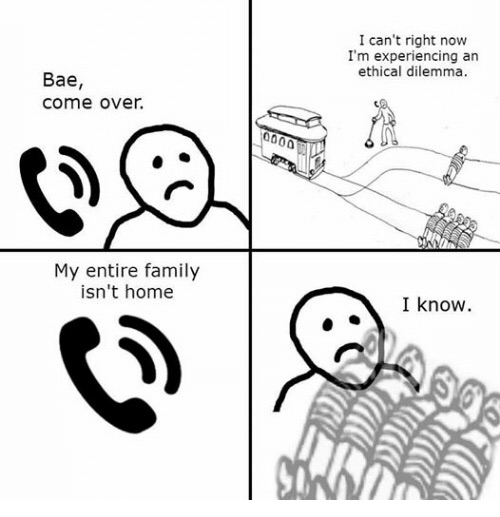 Bae,
come over.
I can't right now
I'm experiencing an
ethical dilemma.
My entire family
isn't home
I know.